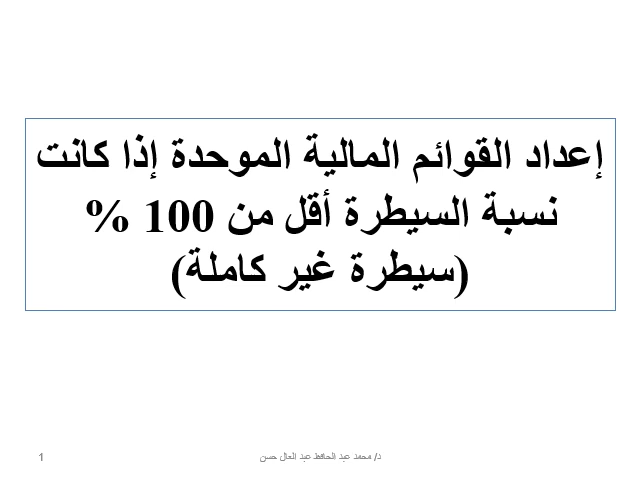 إعداد القوائم المالية الموحدة إذا كانت
نسبة السيطرة أقل من 100 %
(سيطرة غير كاملة)
د/ محمد عبد الحافظ عبد العال حسن
1